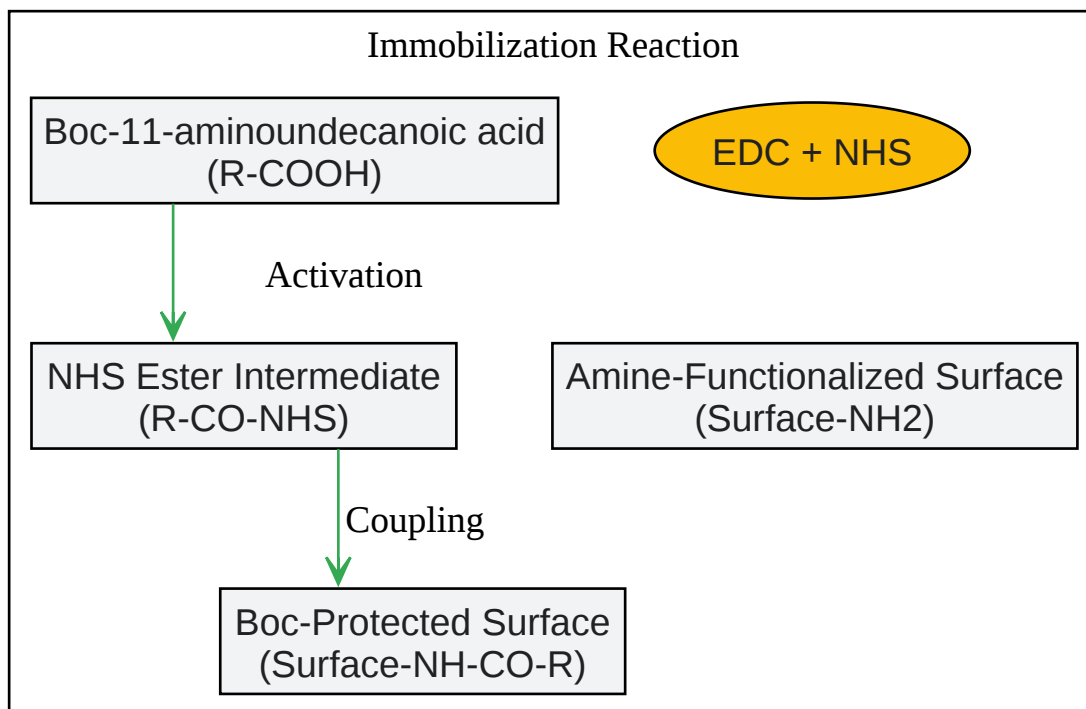 Immobilization Reaction
Boc-11-aminoundecanoic acid
(R-COOH)
EDC + NHS
Activation
NHS Ester Intermediate
(R-CO-NHS)
Amine-Functionalized Surface
(Surface-NH2)
Coupling
Boc-Protected Surface
(Surface-NH-CO-R)